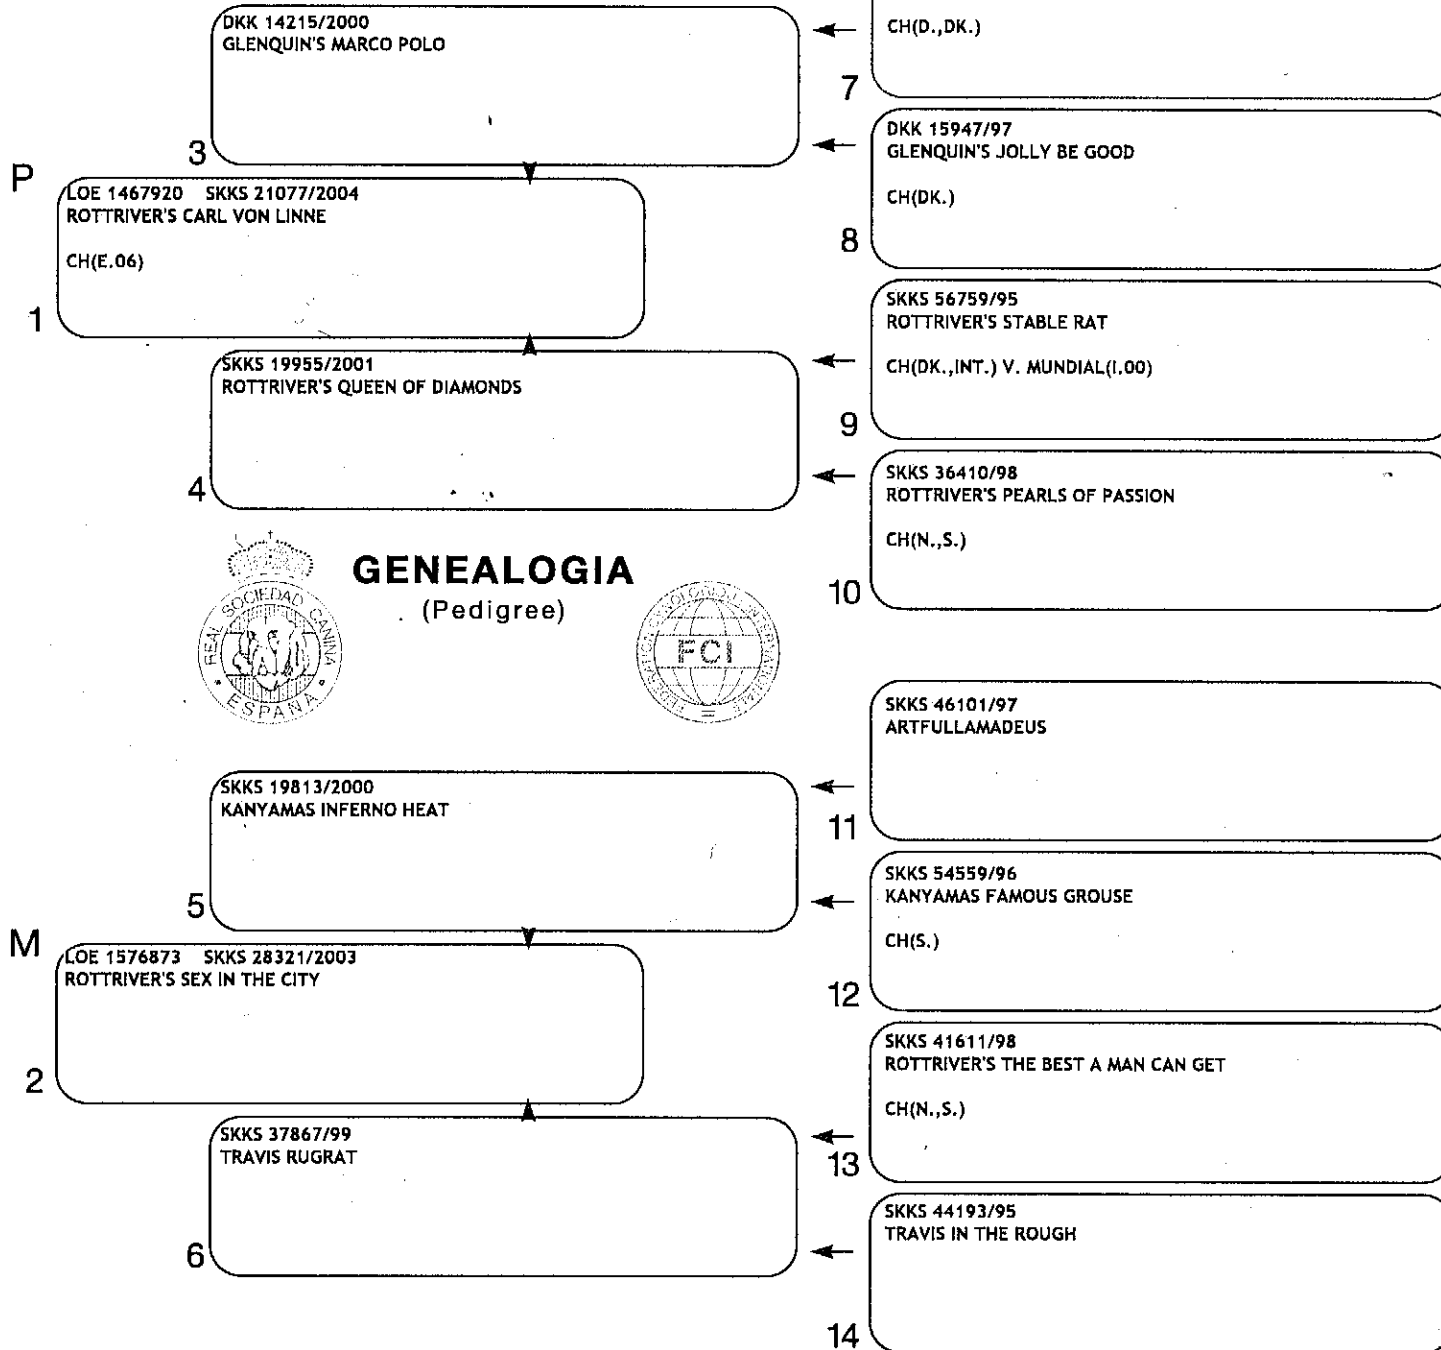 DKK 14215/2000
GLENQUIN'S MARCO POLO
3
CH(D.,DK.)
7
DKK 15947/97
GLENQUIN'S JOLLY BE GOOD
CH(DK.)
8
P
LOE 1467920 SKKS 21077/2004
ROTTRIVER'S CARL VON LINNE
CH(E.06)
1
SKKS 56759/95
ROTTRIVER'S STABLE RAT
CH(DK.,INT.) V. MUNDIAL(I.00)
9
SKKS 19955/2001
ROTTRIVER'S QUEEN OF DIAMONDS
4
SKKS 36410/98
ROTTRIVER'S PEARLS OF PASSION
CH(N.,S.)
10
GENEALOGIA
(Pedigree)
REAL SOCIEDAD CANINA
ESPAÑA
FEDERATION CYNOLOGIQUE INTERNATIONALE
FCI
SKKS 46101/97
ARTFULLAMADEUS
11
SKKS 19813/2000
KANYAMAS INFERNO HEAT
5
SKKS 54559/96
KANYAMAS FAMOUS GROUSE
CH(S.)
12
M
LOE 1576873 SKKS 28321/2003
ROTTRIVER'S SEX IN THE CITY
2
SKKS 41611/98
ROTTRIVER'S THE BEST A MAN CAN GET
CH(N.,S.)
13
SKKS 37867/99
TRAVIS RUGRAT
6
SKKS 44193/95
TRAVIS IN THE ROUGH
14